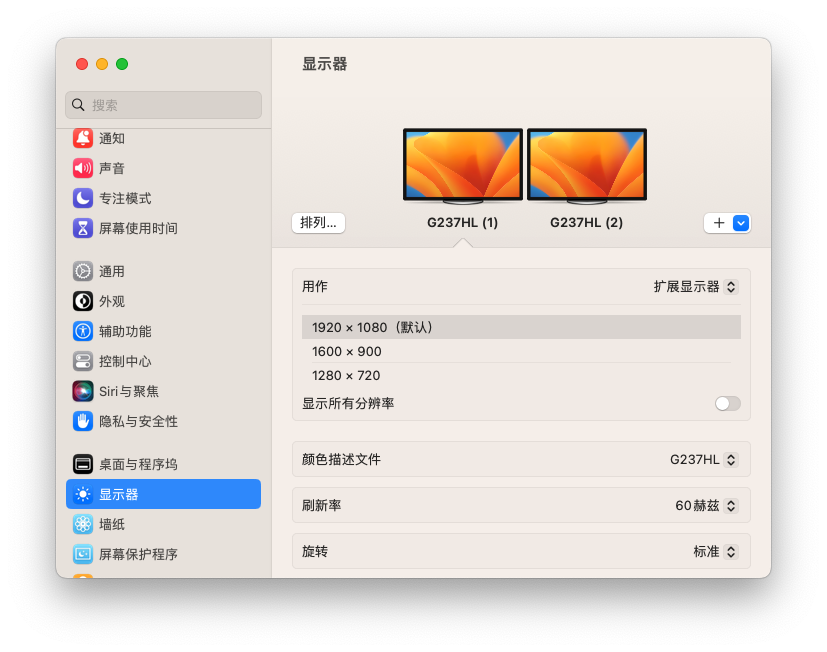 搜索
通知
声音
专注模式
屏幕使用时间
通用
外观
辅助功能
控制中心
Siri与聚焦
隐私与安全性
桌面与程序坞
显示器
墙纸
屏幕保护程序
显示器
排列...
G237HL (1)
G237HL (2)
用作
扩展显示器
1920 × 1080（默认）
1600 × 900
1280 × 720
显示所有分辨率
颜色描述文件
G237HL
刷新率
60赫兹
旋转
标准